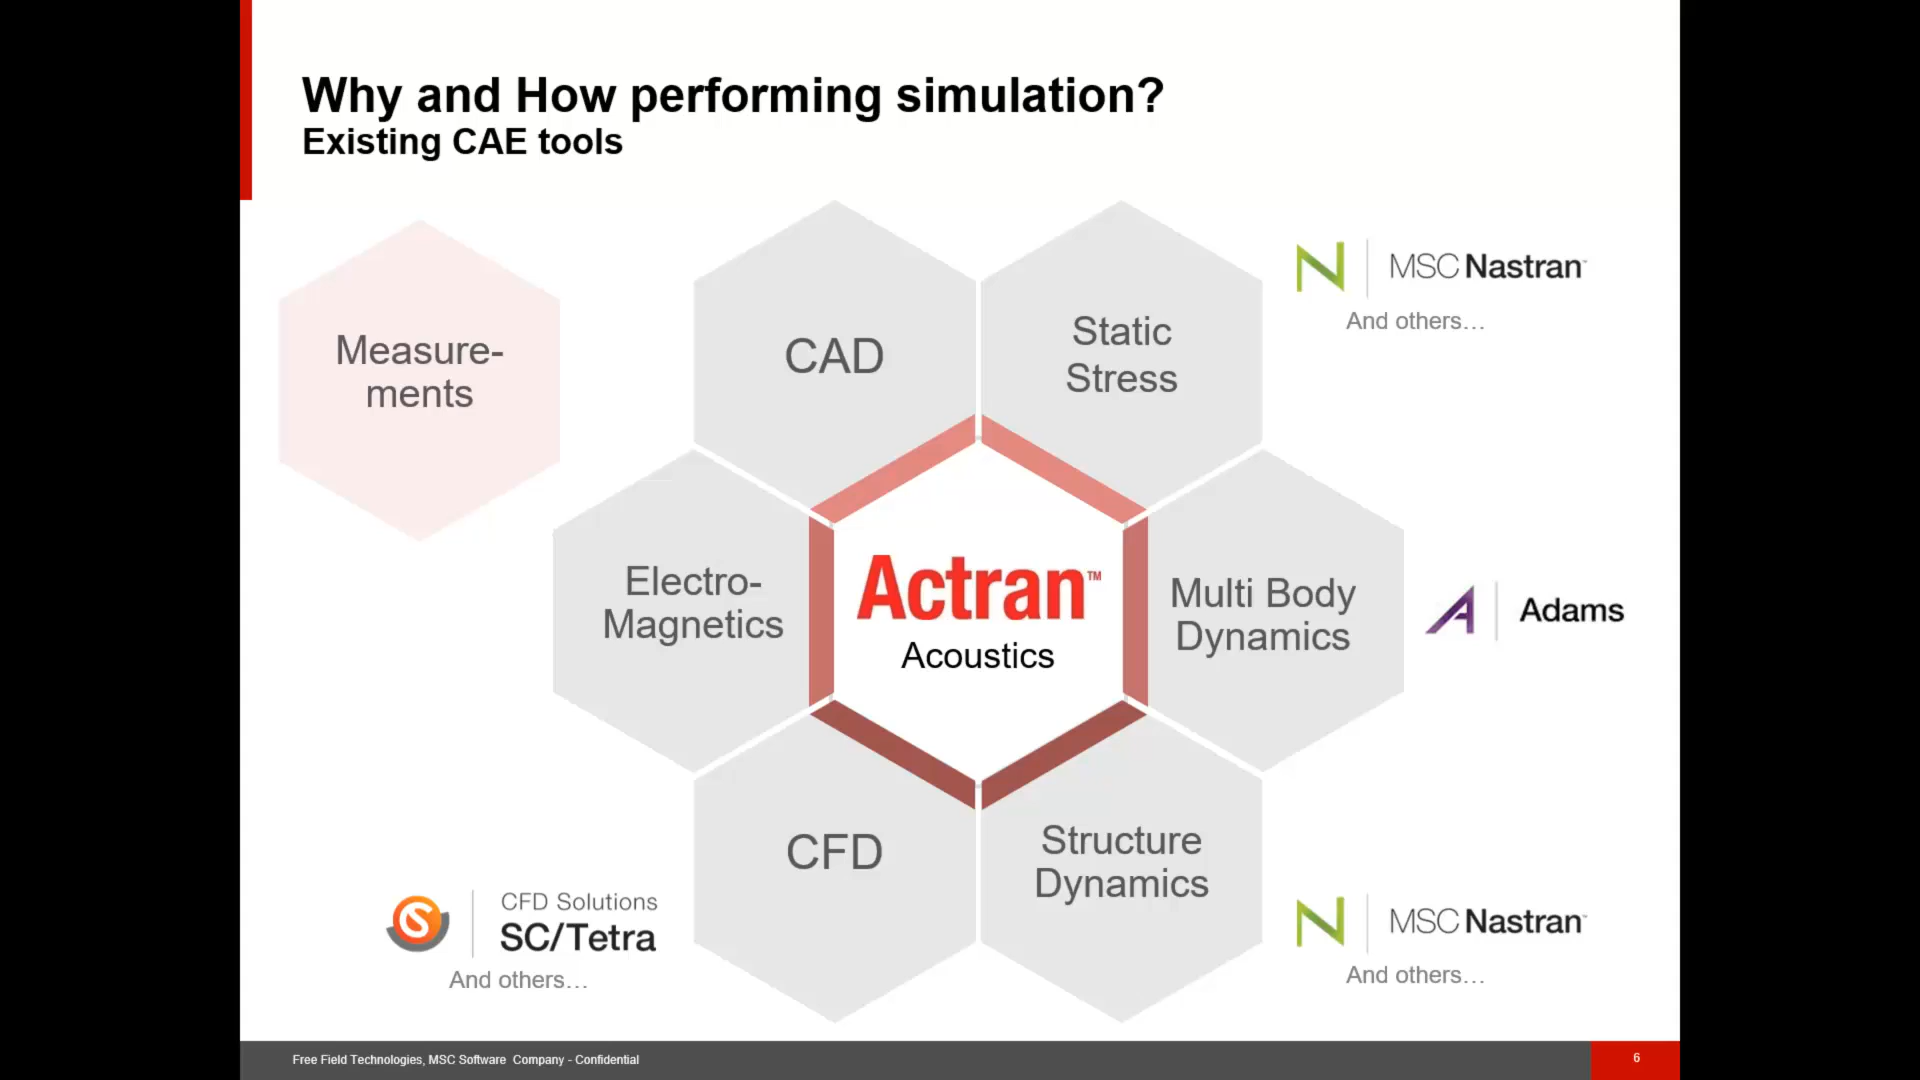 Why and How performing simulation?
Existing CAE tools
Measure-
ments
CAD
Static
Stress
N
MSC Nastran™
And others…
Electro-
Magnetics
Actran™
Acoustics
Multi Body
Dynamics
Adams
CFD
Structure
Dynamics
CFD Solutions
SC/Tetra
And others…
N
MSC Nastran™
And others…
Free Field Technologies, MSC Software Company - Confidential
6